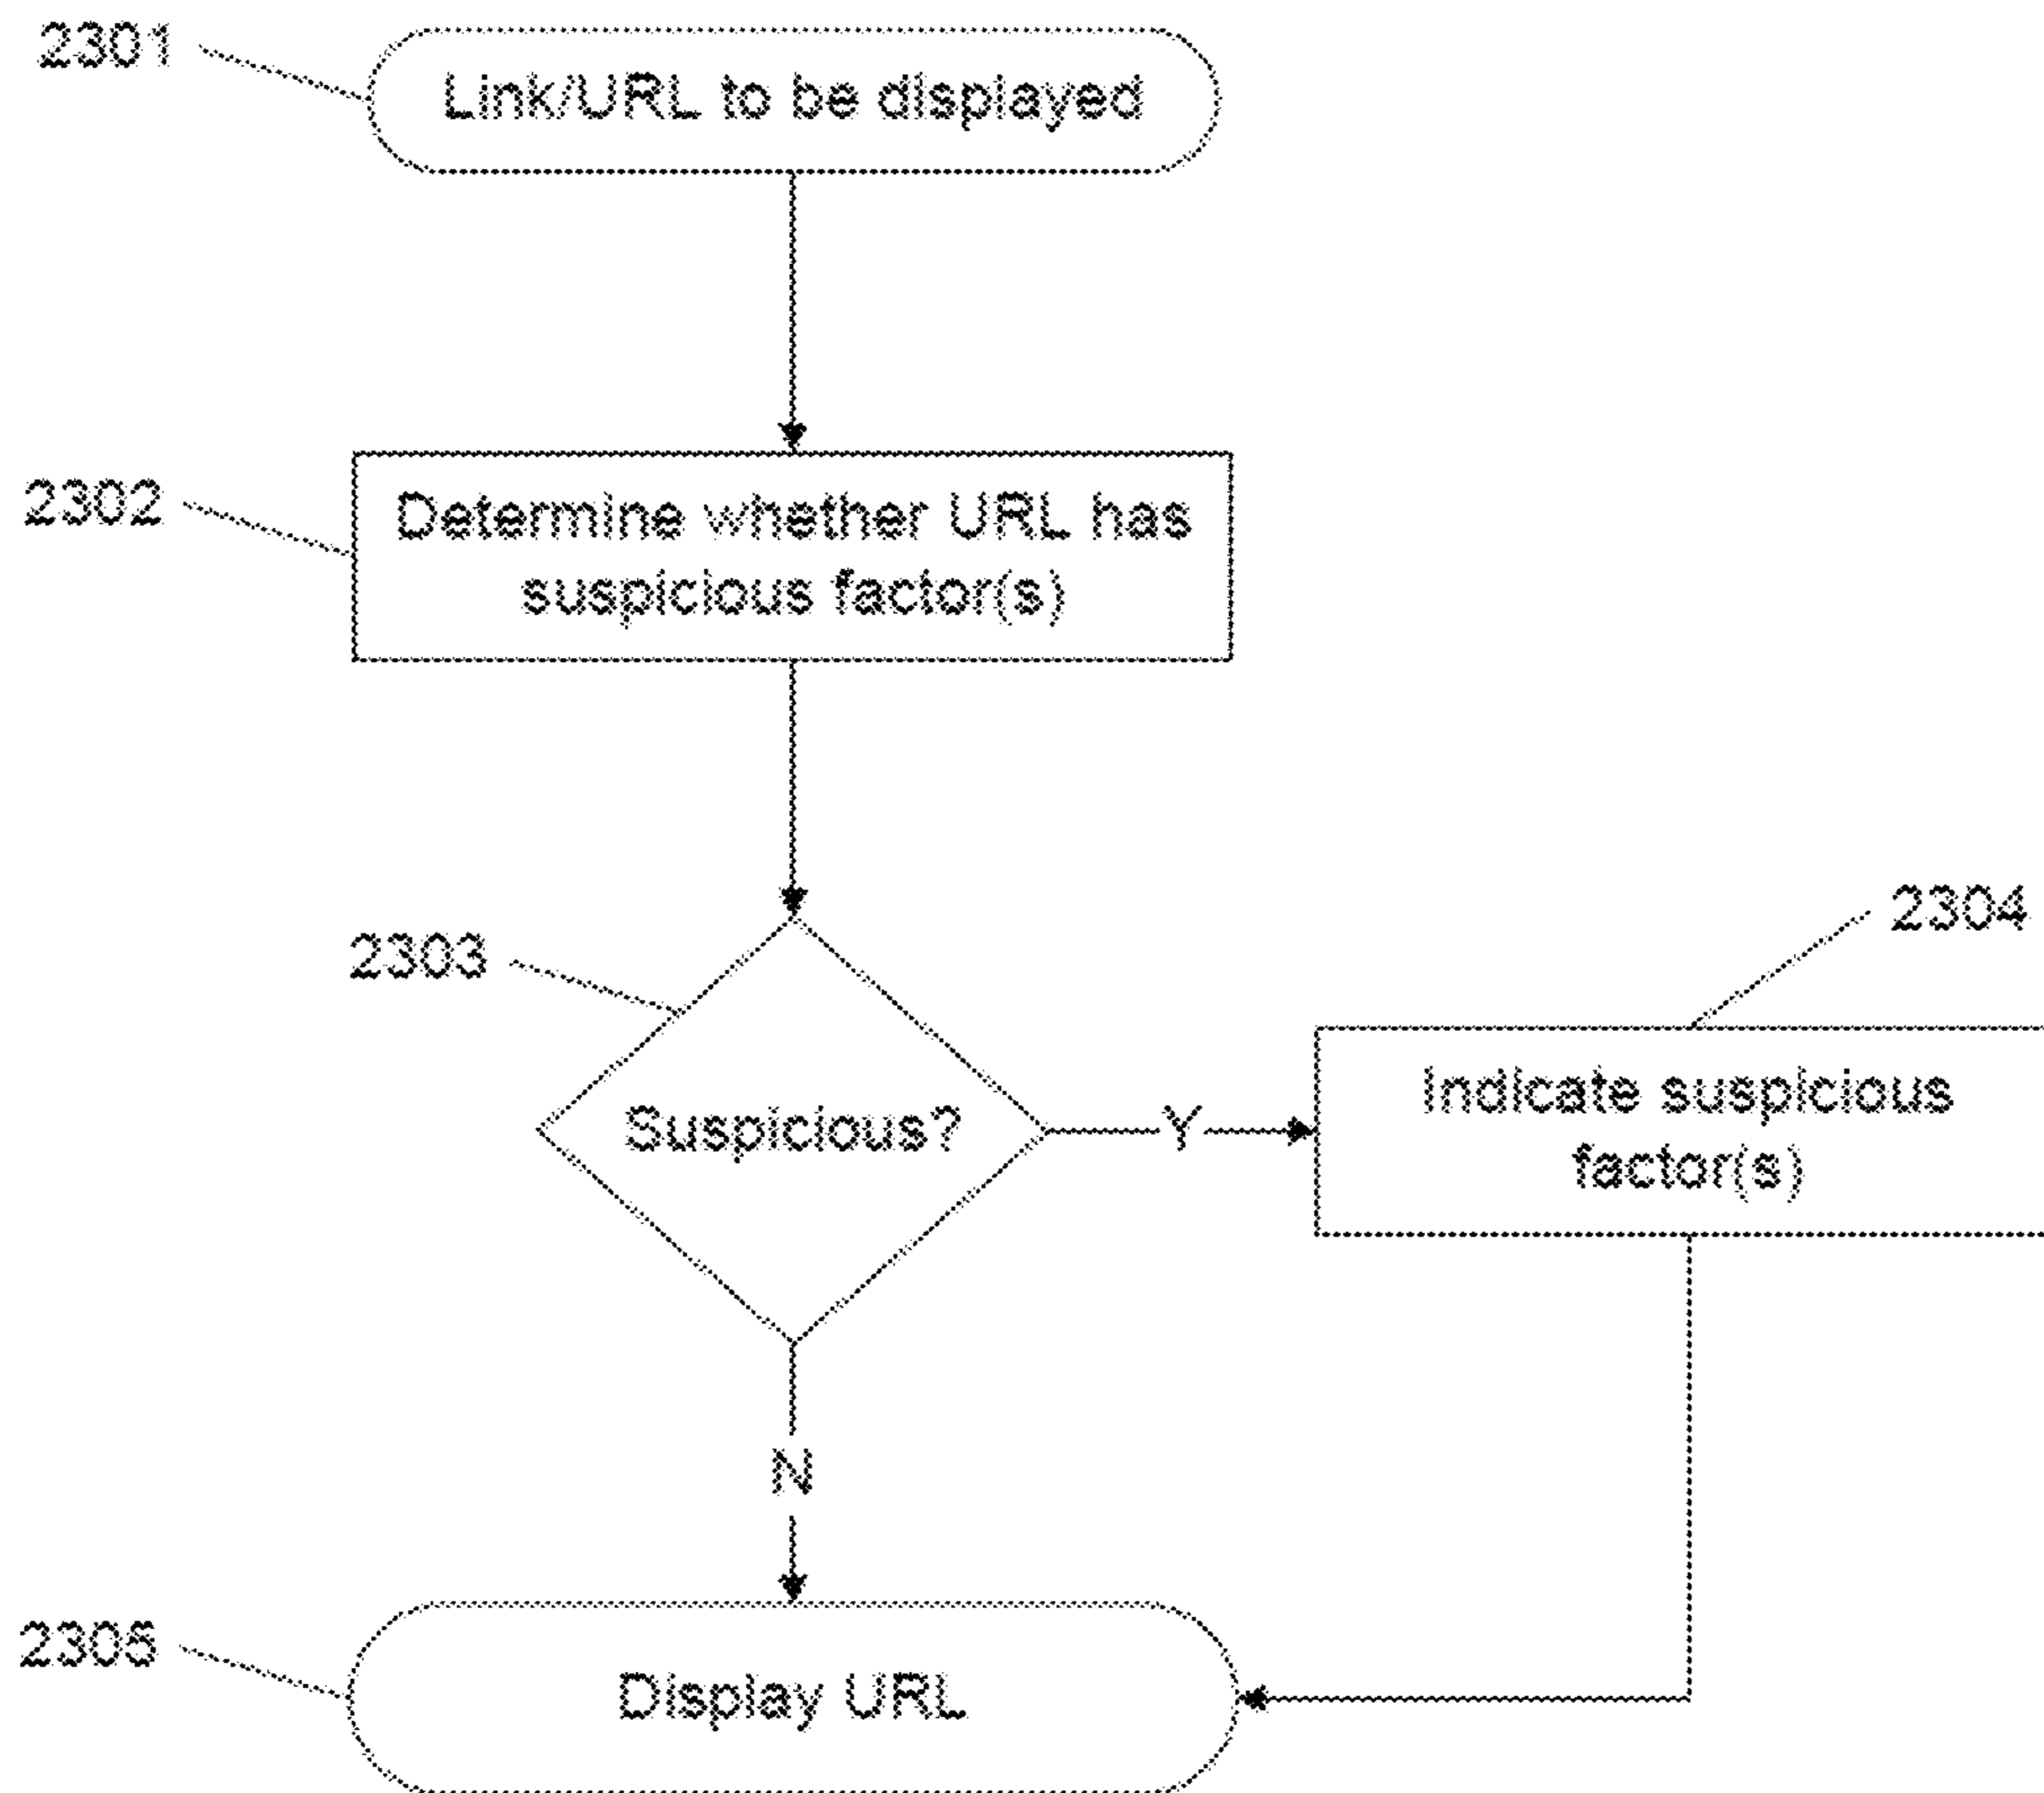 2301
Link/URL to be displayed
2302
Determine whether URL has
suspicious factor(s)
2303
Suspicious?
Y
2304
Indicate suspicious
factor(s)
N
2305
Display URL